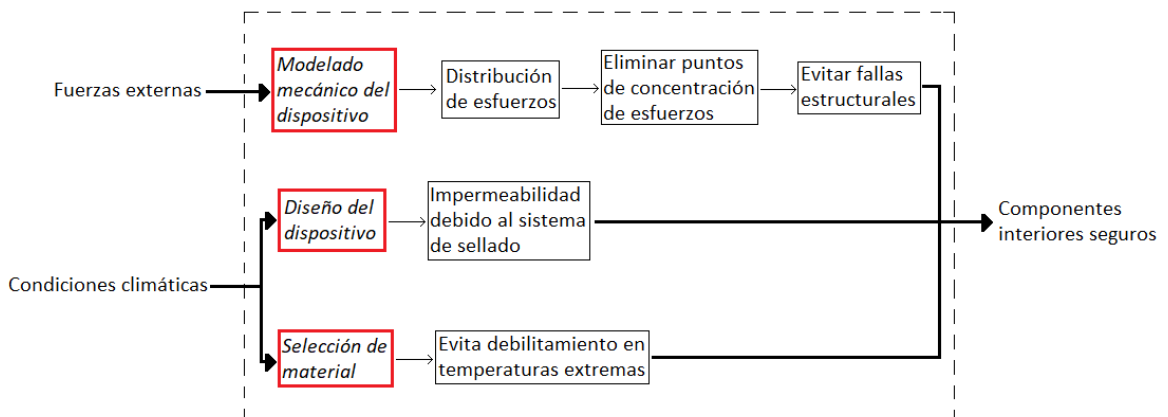 Fuerzas externas
Modelado
mecánico del
dispositivo
Distribución
de esfuerzos
Eliminar puntos
de concentración
de esfuerzos
Evitar fallas
estructurales
Condiciones climáticas
Diseño del
dispositivo
Impermeabilidad
debido al sistema
de sellado
Selección de
material
Evita debilitamiento en
temperaturas extremas
Componentes
interiores seguros